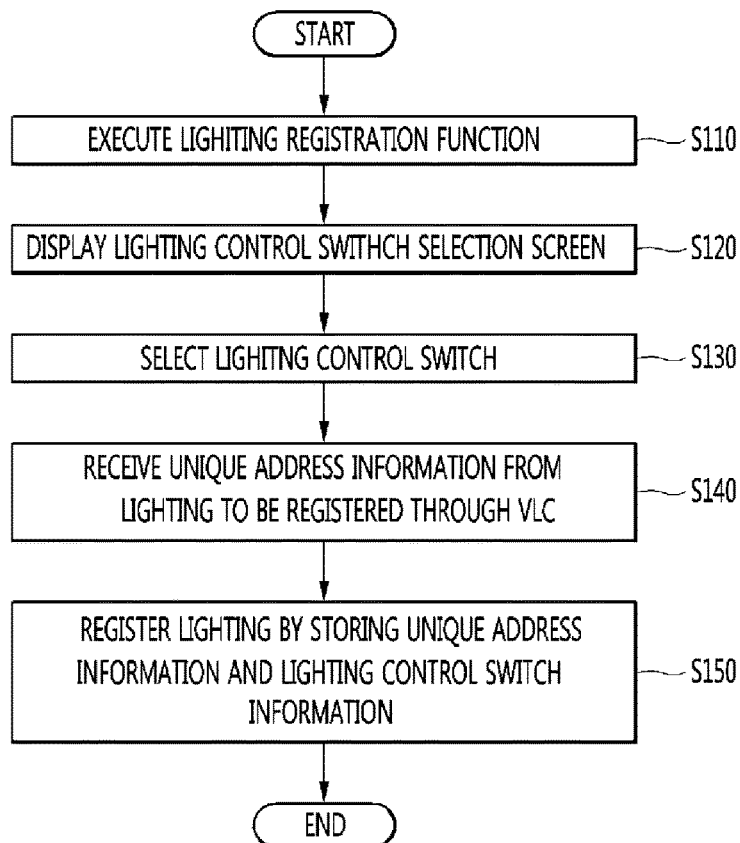 START
EXECUTE LIGHITING REGISTRATION FUNCTION
S110
DISPLAY LIGHTING CONTROL SWITHCH SELECTION SCREEN
S120
SELECT LIGHITNG CONTROL SWITCH
S130
RECEIVE UNIQUE ADDRESS INFORMATION FROM
LIGHTING TO BE REGISTERED THROUGH VLC
S140
REGISTER LIGHTING BY STORING UNIQUE ADDRESS
INFORMATION AND LIGHTING CONTROL SWITCH
INFORMATION
S150
END